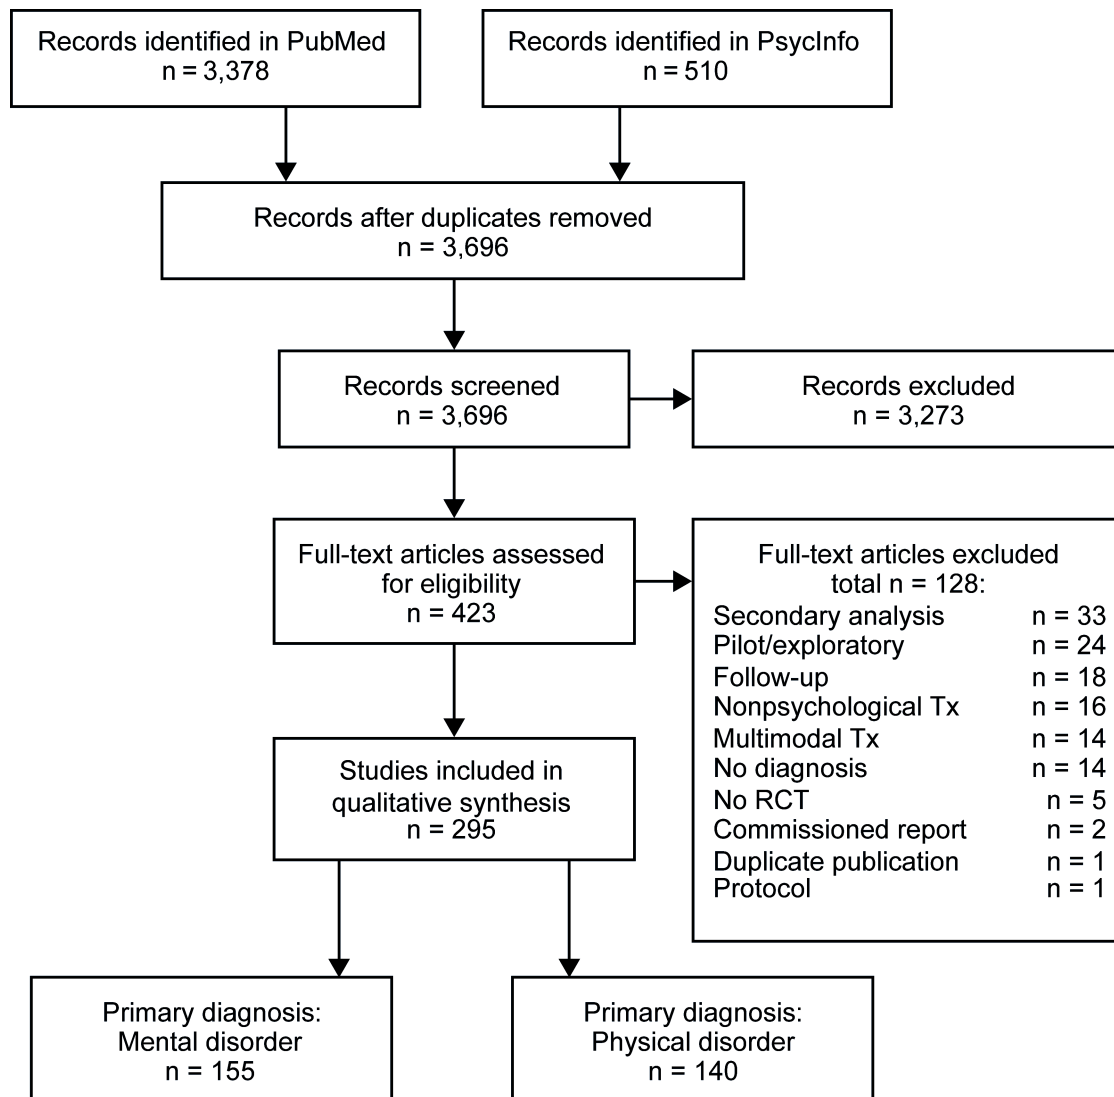 Records identified in PubMed
n = 3,378
Records identified in PsycInfo
n = 510
Records after duplicates removed
n = 3,696
Records screened
n = 3,696
Records excluded
n = 3,273
Full-text articles assessed
for eligibility
n = 423
Full-text articles excluded
total n = 128:
Secondary analysis n = 33
Pilot/exploratory n = 24
Follow-up n = 18
Nonpsychological Tx n = 16
Multimodal Tx n = 14
No diagnosis n = 14
No RCT n = 5
Commissioned report n = 2
Duplicate publication n = 1
Protocol n = 1
Studies included in
qualitative synthesis
n = 295
Primary diagnosis:
Mental disorder
n = 155
Primary diagnosis:
Physical disorder
n = 140